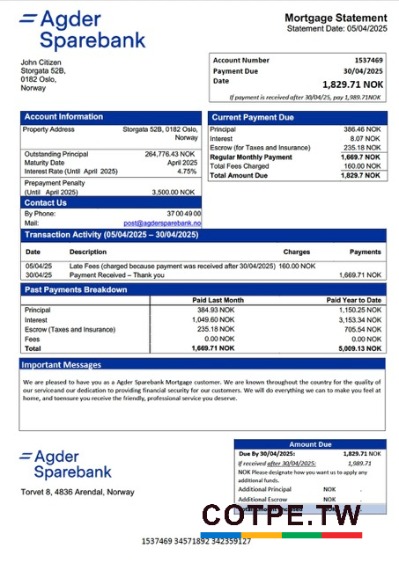 Agder
Sparebank
Mortgage Statement
Statement Date: 05/04/2025
John Citizen
Storgata 52B,
0182 Oslo,
Norway
Account Number 1537469
Payment Due 30/04/2025
Date 1,829.71 NOK
If payment is received after 30/04/25, pay 1,989.71NOK
Account Information
Property Address Storgata 52B, 0182 Oslo,
Norway
Outstanding Principal 264,776.43 NOK
Maturity Date April 2025
Interest Rate (Until April 2025) 4.75%
Prepayment Penalty
(Until April 2025) 3,500.00 NOK
Contact Us
By Phone: 37 00 49 00
Mail: post@agdersparebank.no
Current Payment Due
Principal 386.46 NOK
Interest 8.07 NOK
Escrow (for Taxes and Insurance) 235.18 NOK
Regular Monthly Payment 1,669.7 NOK
Total Fees Charged 160.00 NOK
Total Amount Due 1,829.7 NOK
Transaction Activity (05/04/2025 – 30/04/2025)
Date Description Charges Payments
05/04/25 Late Fees (charged because payment was received after 30/04/2025) 160.00 NOK
30/04/25 Payment Received – Thank you 1,669.71 NOK
Past Payments Breakdown
Paid Last Month Paid Year to Date
Principal 384.93 NOK 1,150.25 NOK
Interest 1,049.60 NOK 3,153.34 NOK
Escrow (Taxes and Insurance) 235.18 NOK 705.54 NOK
Fees 0.00 NOK 0.00 NOK
Total 1,669.71 NOK 5,009.13 NOK
Important Messages
We are pleased to have you as a Agder Sparebank Mortgage customer. We are known throughout the country for the quality of
our serviceand our dedication to providing financial security for our customers. We will do everything we can to make you feel at
home, and toensure you receive the friendly, professional service you deserve.
Agder
Sparebank
Torvet 8, 4836 Arendal, Norway
Amount Due
Due By 30/04/2025: 1,829.71 NOK
If received after 30/04/2025: 1,989.71
NOK Please designate how you want us to apply any
additional funds.
Additional Principal NOK .
Additional Escrow NOK .
COTPE.TW
1537469 34571892 342359127